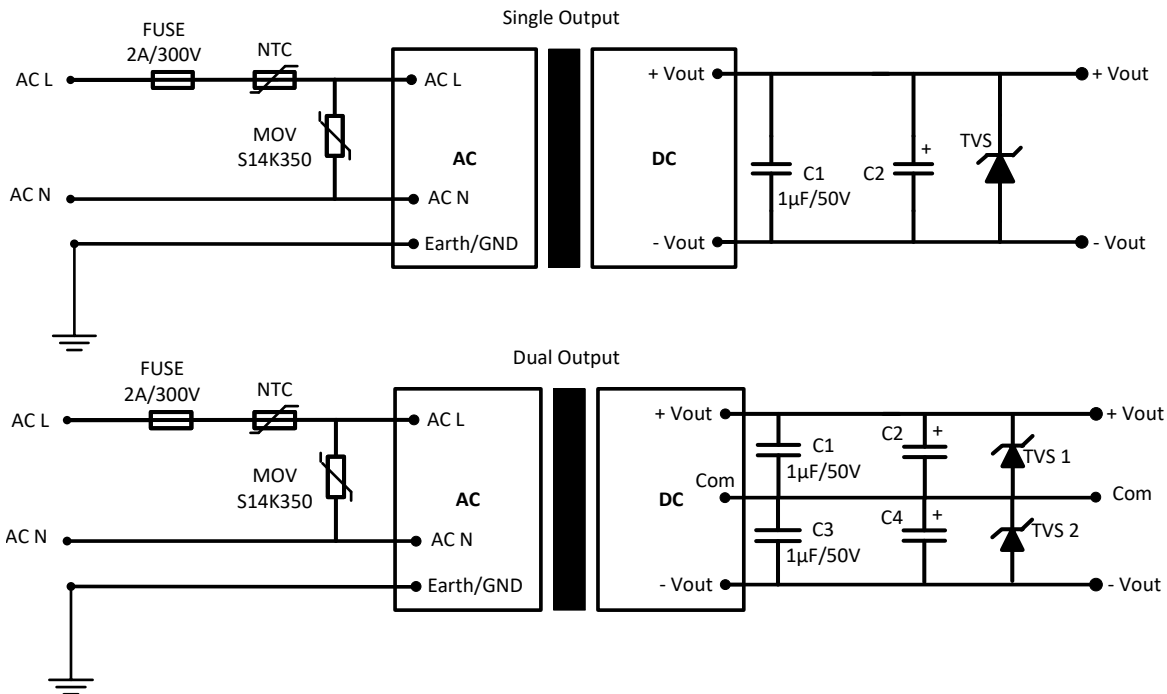 Single Output
FUSE
2A/300V
NTC
AC L
AC L
+ Vout
+ Vout
MOV
S14K350
AC
DC
C1
1µF/50V
C2
+
TVS
AC N
AC N
Earth/GND
- Vout
- Vout
Dual Output
FUSE
2A/300V
NTC
AC L
AC L
+ Vout
+ Vout
MOV
S14K350
AC
DC
Com
C1
1µF/50V
C2
+
TVS 1
Com
C3
1µF/50V
C4
+
TVS 2
AC N
AC N
Earth/GND
- Vout
- Vout